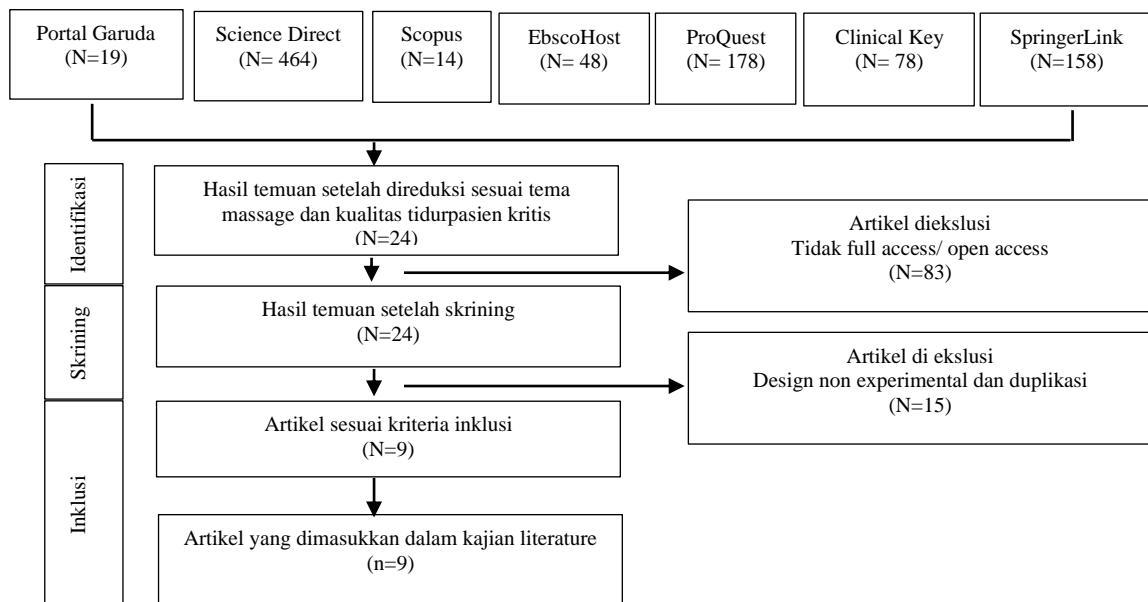 Portal Garuda
(N=19)
Science Direct
(N= 464)
Scopus
(N=14)
EbscoHost
(N= 48)
ProQuest
(N= 178)
Clinical Key
(N= 78)
SpringerLink
(N=158)
Identifikasi
Hasil temuan setelah direduksi sesuai tema
massage dan kualitas tidurpasien kritis
(N=24)
Artikel diekslusi
Tidak full access/ open access
(N=83)
Skrining
Hasil temuan setelah skrining
(N=24)
Artikel di ekslusi
Design non experimental dan duplikasi
(N=15)
Inklusi
Artikel sesuai kriteria inklusi
(N=9)
Artikel yang dimasukkan dalam kajian literature
(n=9)